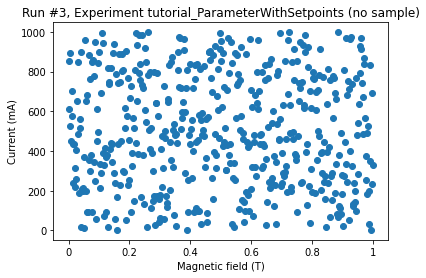 Run #3, Experiment tutorial_ParameterWithSetpoints (no sample)
1000
800
600
400
200
0
Current (mA)
0 0.2 0.4 0.6 0.8 1
Magnetic field (T)